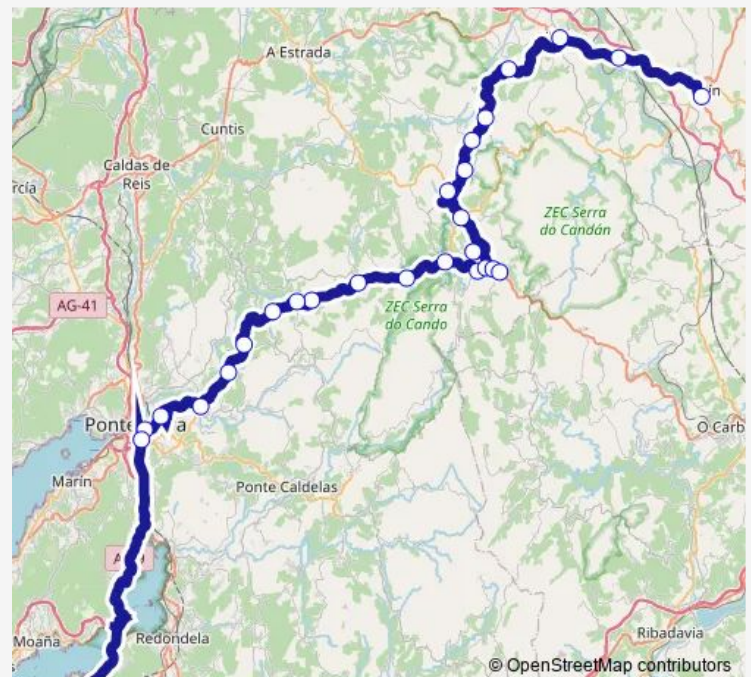 A Estrada
Cuntis
Caldas de
Reis
rcía
ZEC Serra
do Candán
AG-41
ZEC Serra
do Cando
Ponte a
O Carb
Marín
Ponte Caldelas
A 9
Moaña
Redondela
Ribadavia
© OpenStreetMap contributors